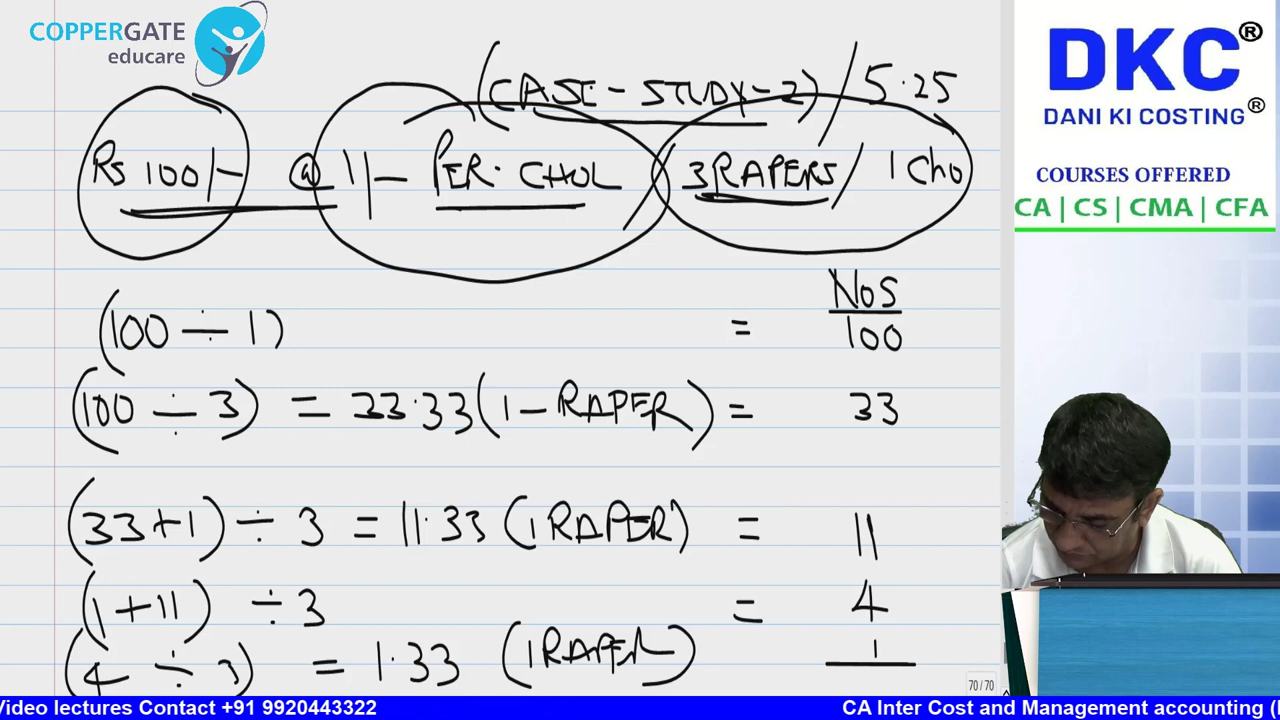 COPPERGATE
educare
(CASE - STUDY - 2) / 5.25
Rs 100/- @ 1/- PER. CHOL / 3 RAPERS / 1 Cho
NOS
(100 ÷ 1) = 100
(100 ÷ 3) = 33.33 (1 - RAPER) = 33
(33+1) ÷ 3 = 11.33 (1 RAPER) = 11
(1+11) ÷ 3 = 4
(4 ÷ 3) = 1.33 (1 RAPER) 1
70 / 70
DKC®
DANI KI COSTING®
COURSES OFFERED
CA | CS | CMA | CFA
Video lectures Contact +91 9920443322
CA Inter Cost and Management accounting (